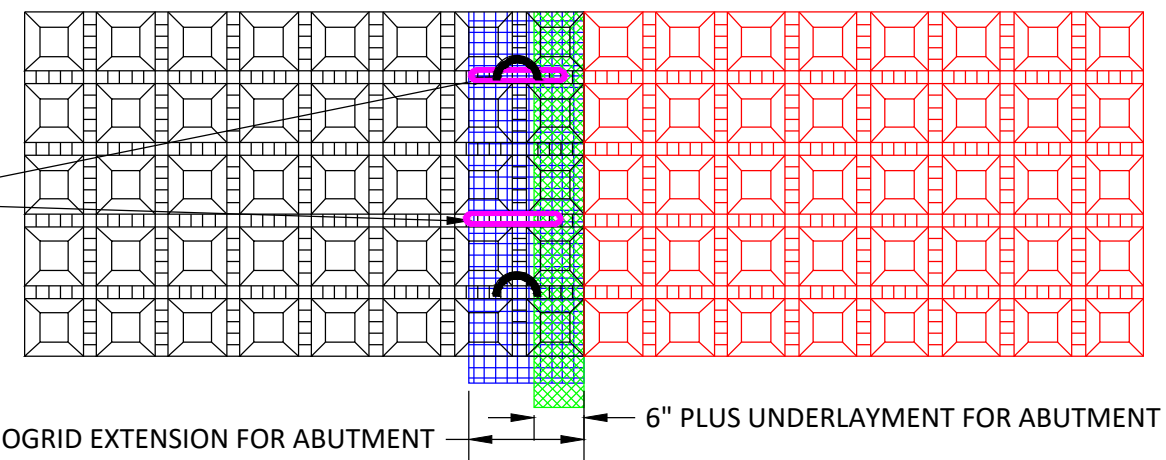 6" PLUS UNDERLAYMENT FOR ABUTMENT
OGRID EXTENSION FOR ABUTMENT